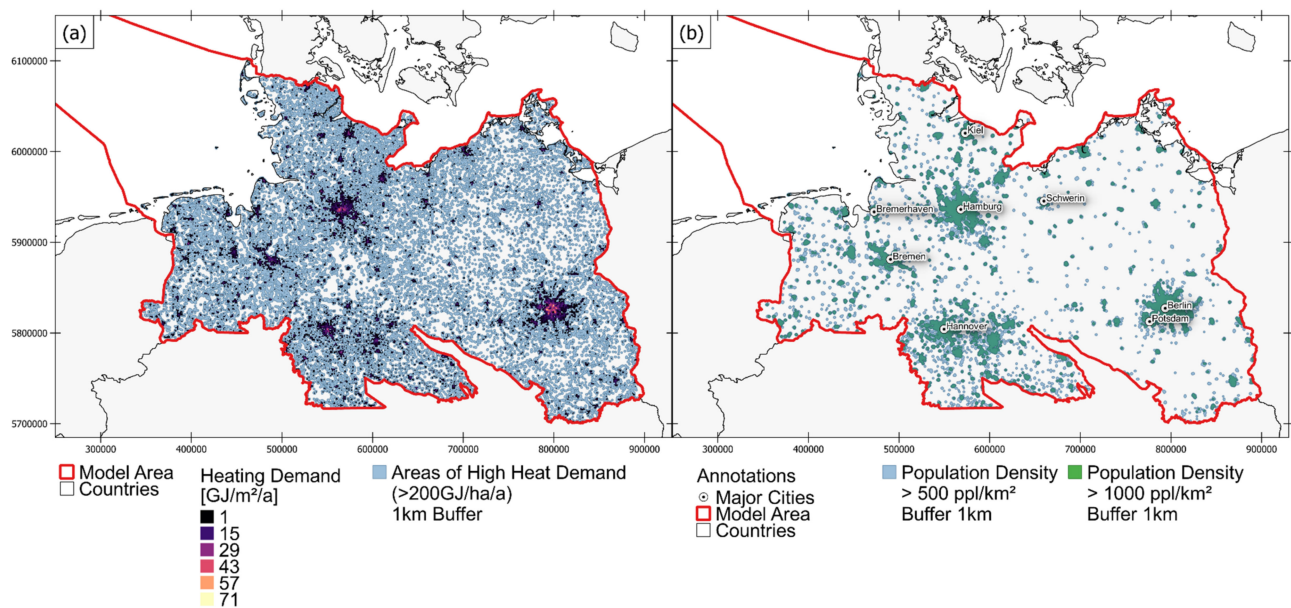 (a)
(b)
6100000
6000000
5900000
5800000
5700000
Kiel
Schwerin
Bremerhaven
Hamburg
Bremen
Berlin
Potsdam
Hannover
300000 400000 500000 600000 700000 800000 900000
300000 400000 500000 600000 700000 800000 900000
Model Area
Countries
Heating Demand
[GJ/m²/a]
1
15
29
43
57
71
Areas of High Heat Demand
(>200GJ/ha/a)
1km Buffer
Annotations
Major Cities
Model Area
Countries
Population Density
> 500 ppl/km²
Buffer 1km
Population Density
> 1000 ppl/km²
Buffer 1km